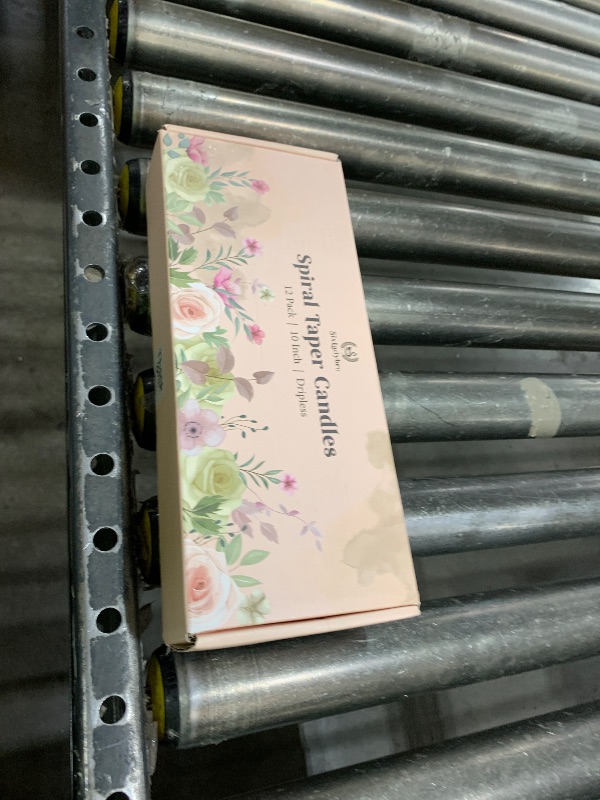 Spiral Taper Candles
12 Pack | 10 Inch | Dripless